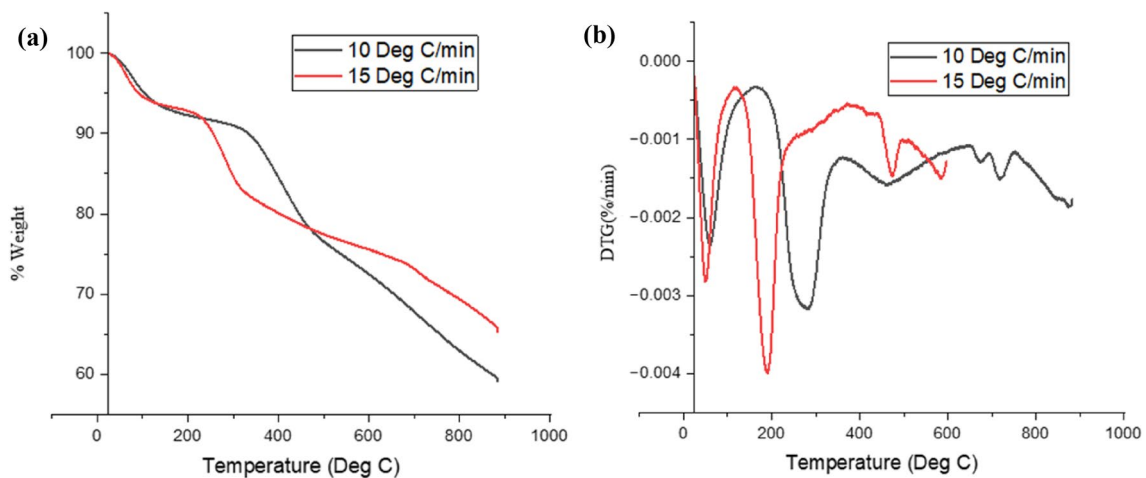 (a)
10 Deg C/min
15 Deg C/min
100
90
80
70
60
% Weight
0 200 400 600 800 1000
Temperature (Deg C)
(b)
10 Deg C/min
15 Deg C/min
0.000
−0.001
−0.002
−0.003
−0.004
DTG(%/min)
0 200 400 600 800 1000
Temperature (Deg C)